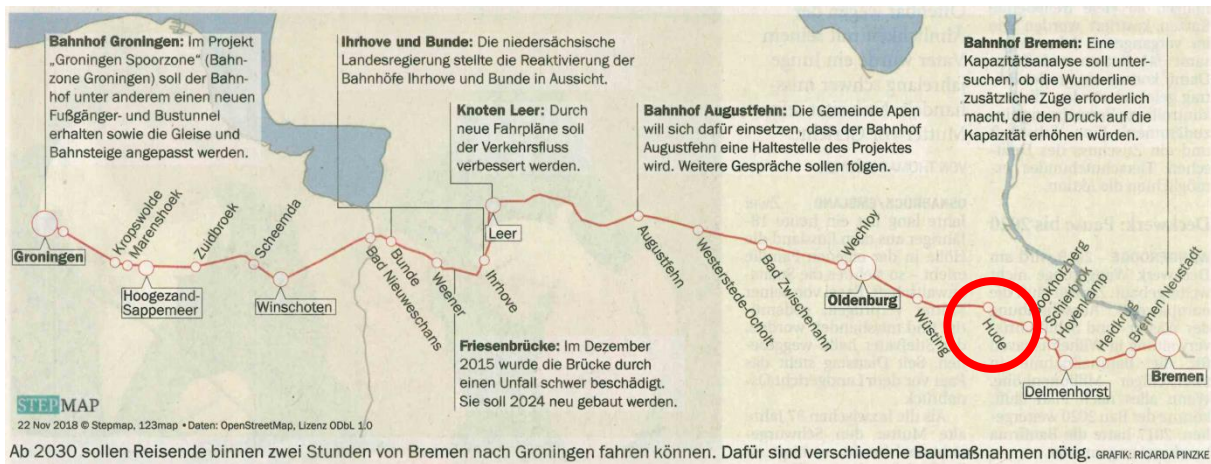 Bahnhof Groningen: Im Projekt
„Groningen Spoorzone“ (Bahn-
zone Groningen) soll der Bahn-
hof unter anderem einen neuen
Fußgänger- und Bustunnel
erhalten sowie die Gleise und
Bahnsteige angepasst werden.
Ihrhove und Bunde: Die niedersächsische
Landesregierung stellte die Reaktivierung der
Bahnhöfe Ihrhove und Bunde in Aussicht.
Knoten Leer: Durch
neue Fahrpläne soll
der Verkehrsfluss
verbessert werden.
Bahnhof Augustfehn: Die Gemeinde Apen
will sich dafür einsetzen, dass der Bahnhof
Augustfehn eine Haltestelle des Projektes
wird. Weitere Gespräche sollen folgen.
Bahnhof Bremen: Eine
Kapazitätsanalyse soll unter-
suchen, ob die Wunderline
zusätzliche Züge erforderlich
macht, die den Druck auf die
Kapazität erhöhen würden.
Groningen
Kropswolde
Martenshoek
Hoogezand-
Sappemeer
Zuidbroek
Scheemda
Winschoten
Bad Nieuweschans
Bunde
Weener
Ihrhove
Leer
Augustfehn
Westerstede-Ocholt
Bad Zwischenahn
Wechloy
Oldenburg
Wüsting
Hude
Bookholzberg
Schierbrok
Hoyenkamp
Delmenhorst
Heidkrug
Bremen Neustadt
Bremen
Friesenbrücke: Im Dezember
2015 wurde die Brücke durch
einen Unfall schwer beschädigt.
Sie soll 2024 neu gebaut werden.
STEPMAP
22 Nov 2018 © Stepmap, 123map • Daten: OpenStreetMap, Lizenz ODbL 1.0
Ab 2030 sollen Reisende binnen zwei Stunden von Bremen nach Groningen fahren können. Dafür sind verschiedene Baumaßnahmen nötig. GRAFIK: RICARDA PINZKE